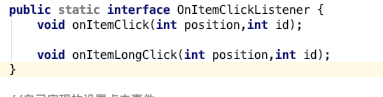 public static interface OnItemClickListener {
    void onItemClick(int position,int id);

    void onItemLongClick(int position,int id);
}